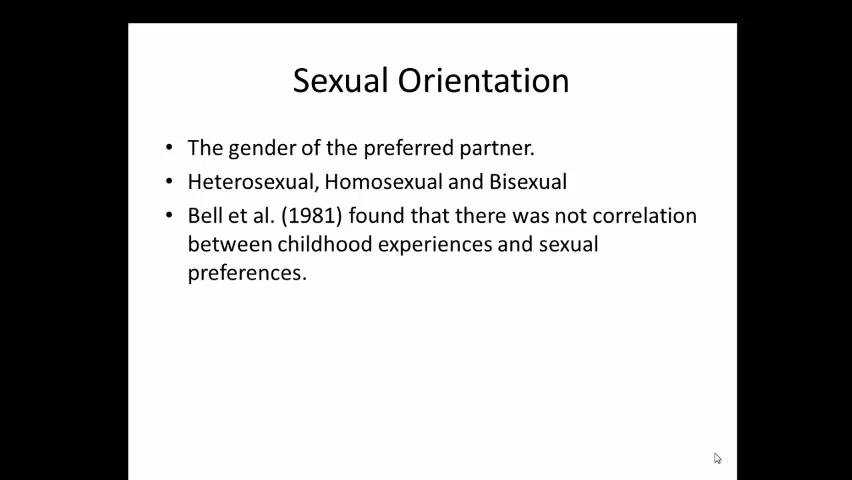 Sexual Orientation
• The gender of the preferred partner.
• Heterosexual, Homosexual and Bisexual
• Bell et al. (1981) found that there was not correlation
between childhood experiences and sexual
preferences.